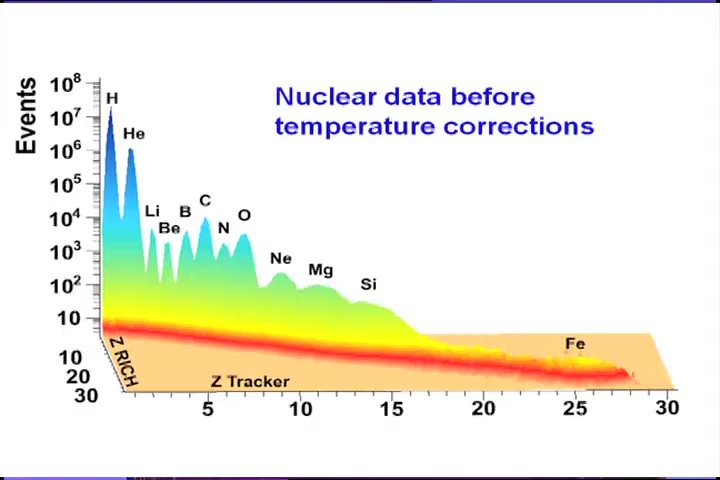 Nuclear data before
temperature corrections
Events
10⁸
10⁷
10⁶
10⁵
10⁴
10³
10²
10
H
He
Li
Be
B
C
N
O
Ne
Mg
Si
Fe
10
20
30
Z RICH
Z Tracker
5
10
15
20
25
30